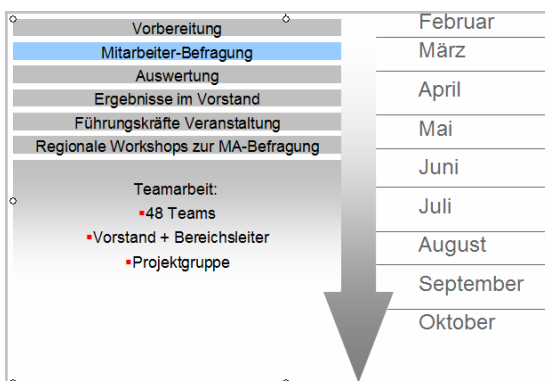 Vorbereitung
Mitarbeiter-Befragung
Auswertung
Ergebnisse im Vorstand
Führungskräfte Veranstaltung
Regionale Workshops zur MA-Befragung
Teamarbeit:
▪48 Teams
▪Vorstand + Bereichsleiter
▪Projektgruppe
Februar
März
April
Mai
Juni
Juli
August
September
Oktober